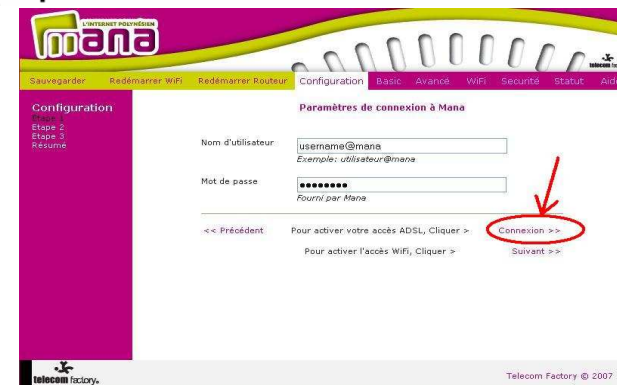 L'INTERNET POLYNÉSIEN
mana
telecom
Sauvegarder Redémarrer WiFi Redémarrer Routeur Configuration Basic Avancé WiFi Securité Statut Aide
Configuration
Etape 1
Etape 2
Etape 3
Résumé
Paramètres de connexion à Mana
Nom d'utilisateur
username@mana
Exemple: utilisateur@mana
Mot de passe
Fourni par Mana
<< Précédent
Pour activer votre accès ADSL, Cliquer > Connexion >>
Pour activer l'accès WiFi, Cliquer > Suivant >>
telecom factory.
Telecom Factory © 2007